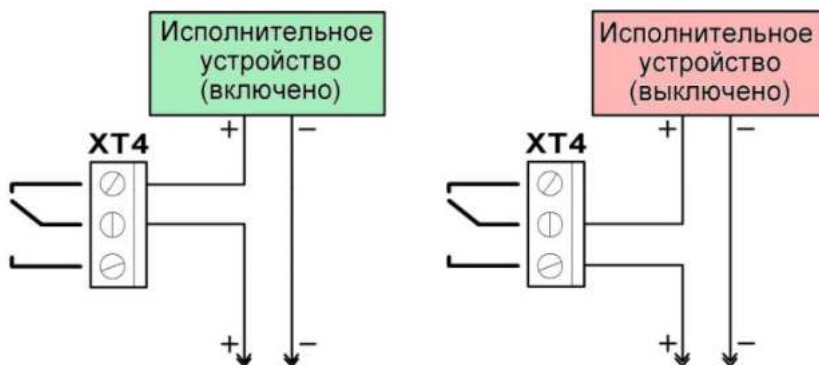 Исполнительное
устройство
(включено)
+ −
XT4
+ −
Исполнительное
устройство
(выключено)
+ −
XT4
+ −